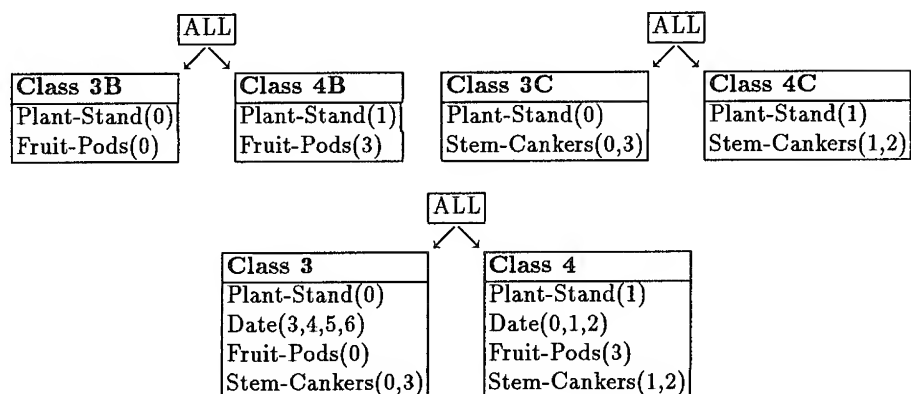 ALL
ALL
Class 3B
Plant-Stand(0)
Fruit-Pods(0)
Class 4B
Plant-Stand(1)
Fruit-Pods(3)
Class 3C
Plant-Stand(0)
Stem-Cankers(0,3)
Class 4C
Plant-Stand(1)
Stem-Cankers(1,2)
ALL
Class 3
Plant-Stand(0)
Date(3,4,5,6)
Fruit-Pods(0)
Stem-Cankers(0,3)
Class 4
Plant-Stand(1)
Date(0,1,2)
Fruit-Pods(3)
Stem-Cankers(1,2)